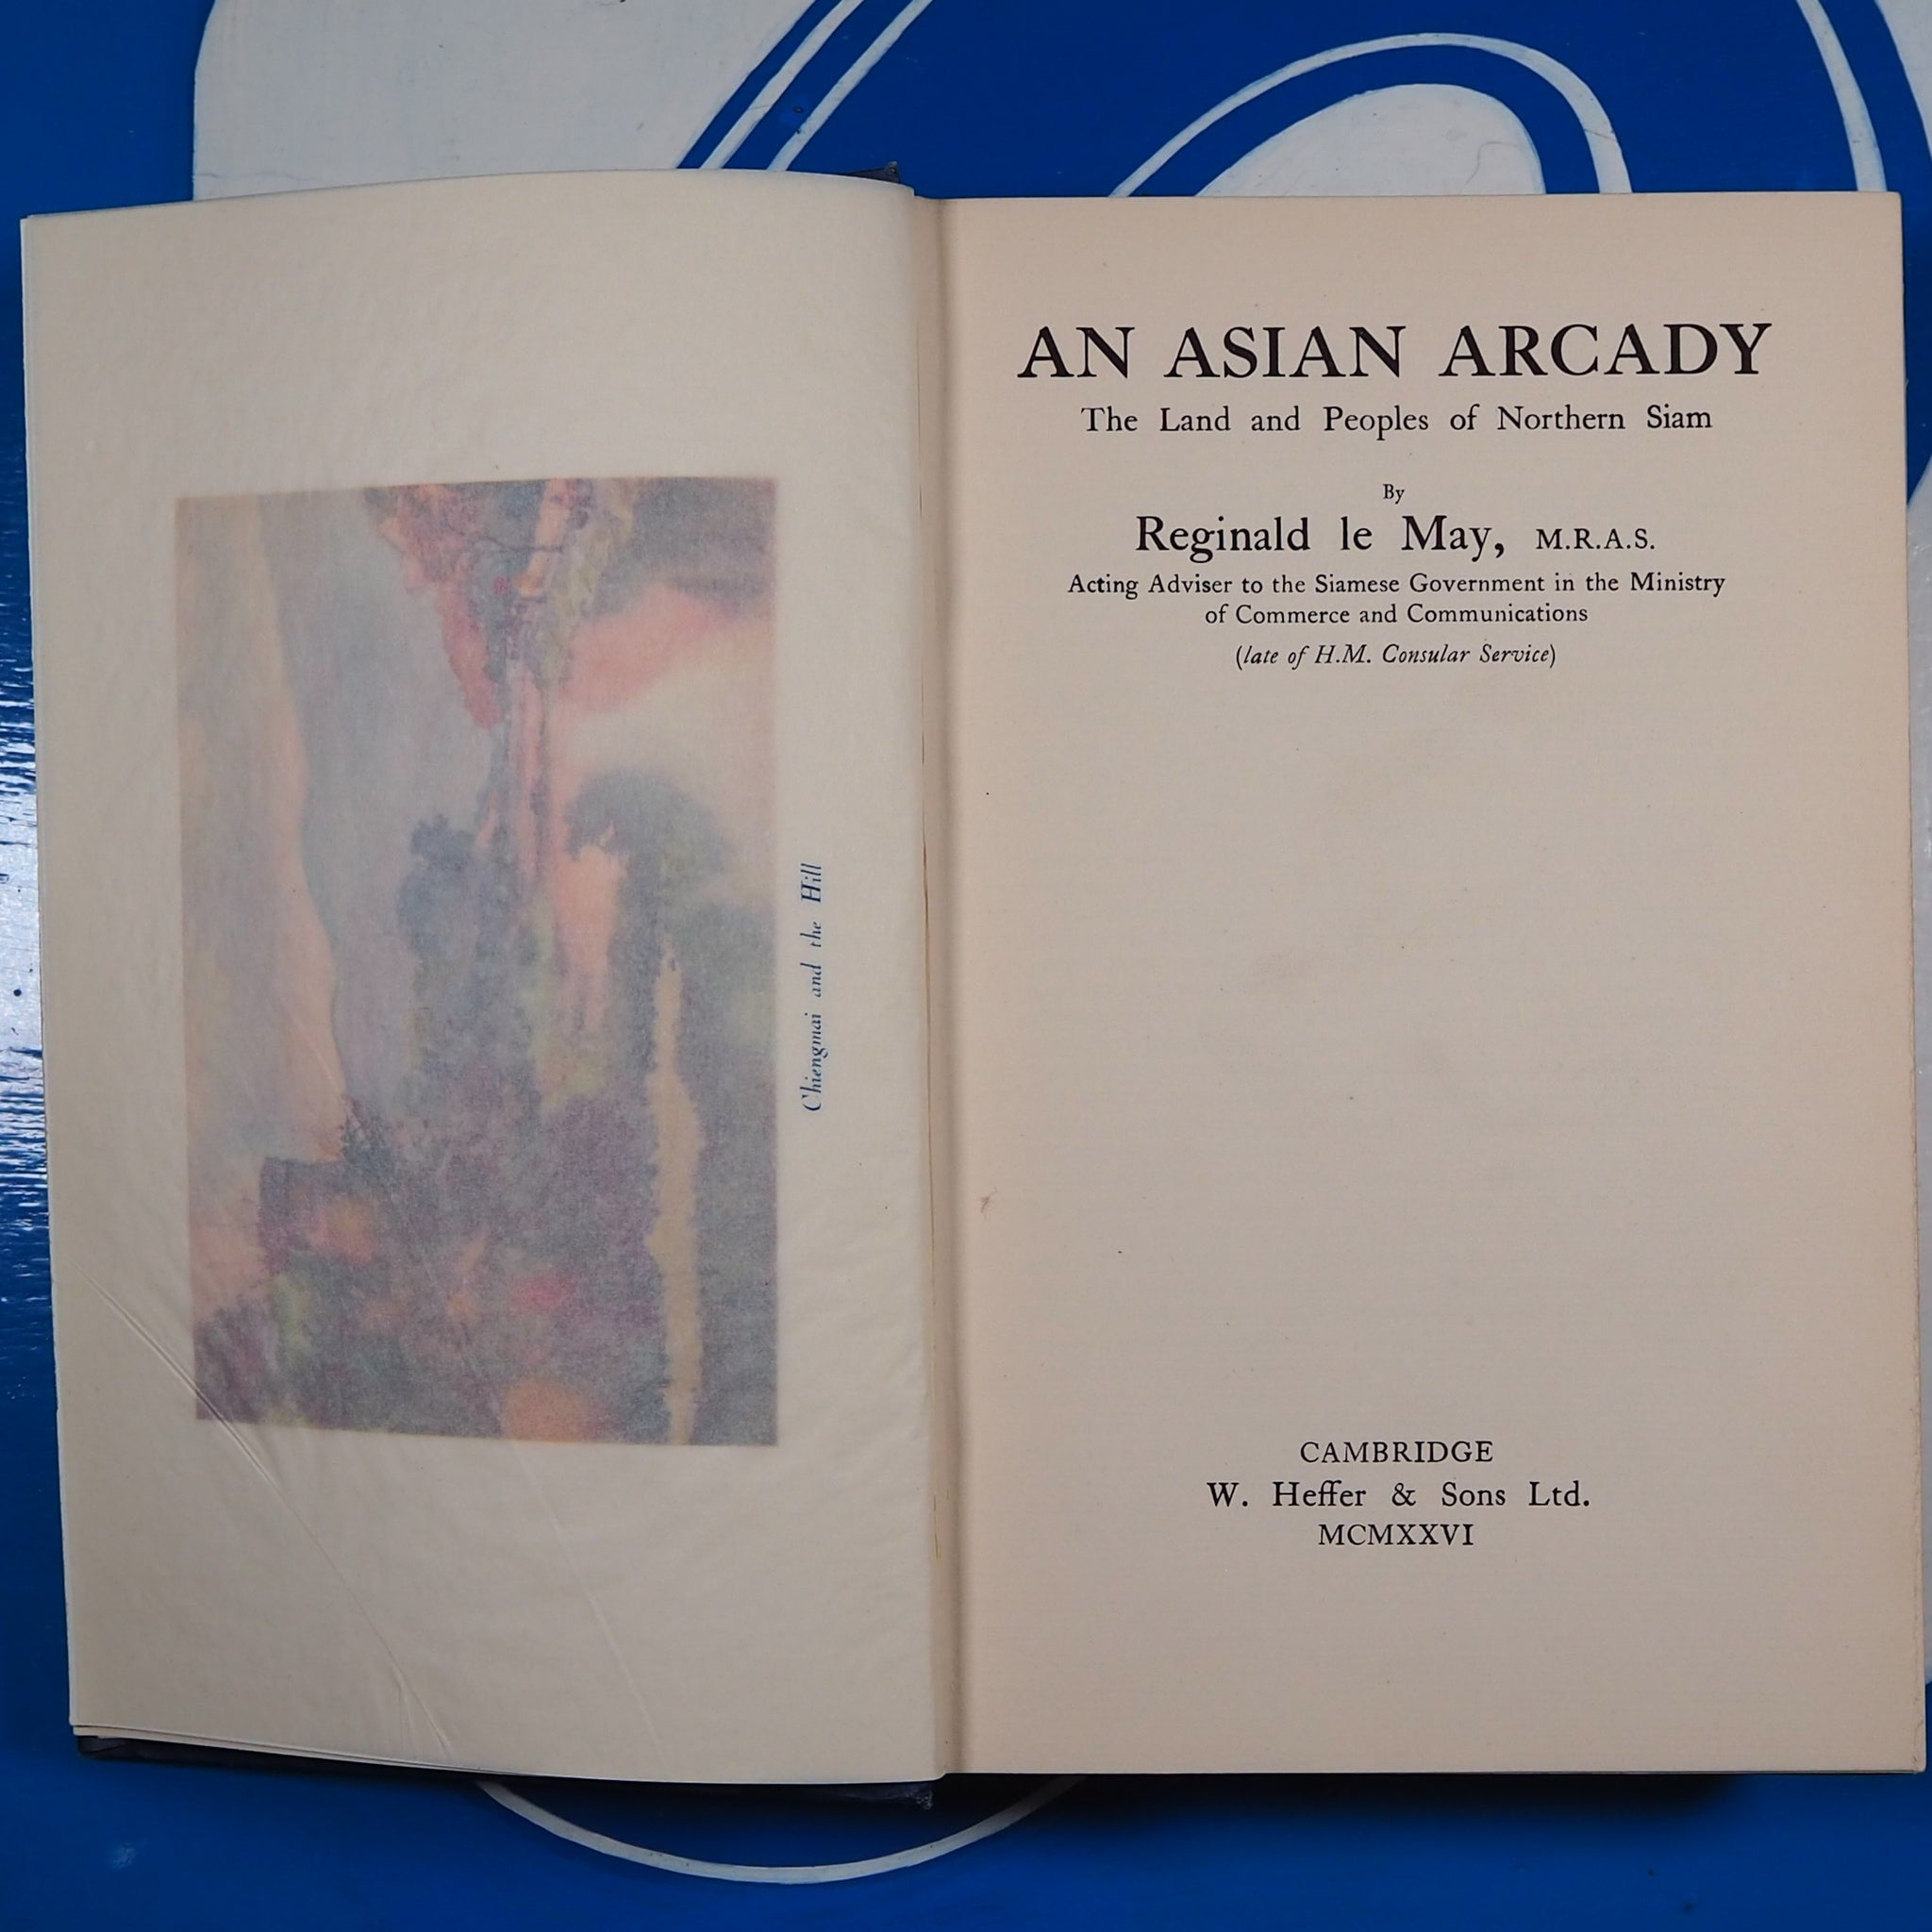 Chiengmai and the Hill
AN ASIAN ARCADY
The Land and Peoples of Northern Siam
By
Reginald le May, M.R.A.S.
Acting Adviser to the Siamese Government in the Ministry
of Commerce and Communications
(late of H.M. Consular Service)
CAMBRIDGE
W. Heffer & Sons Ltd.
MCMXXVI